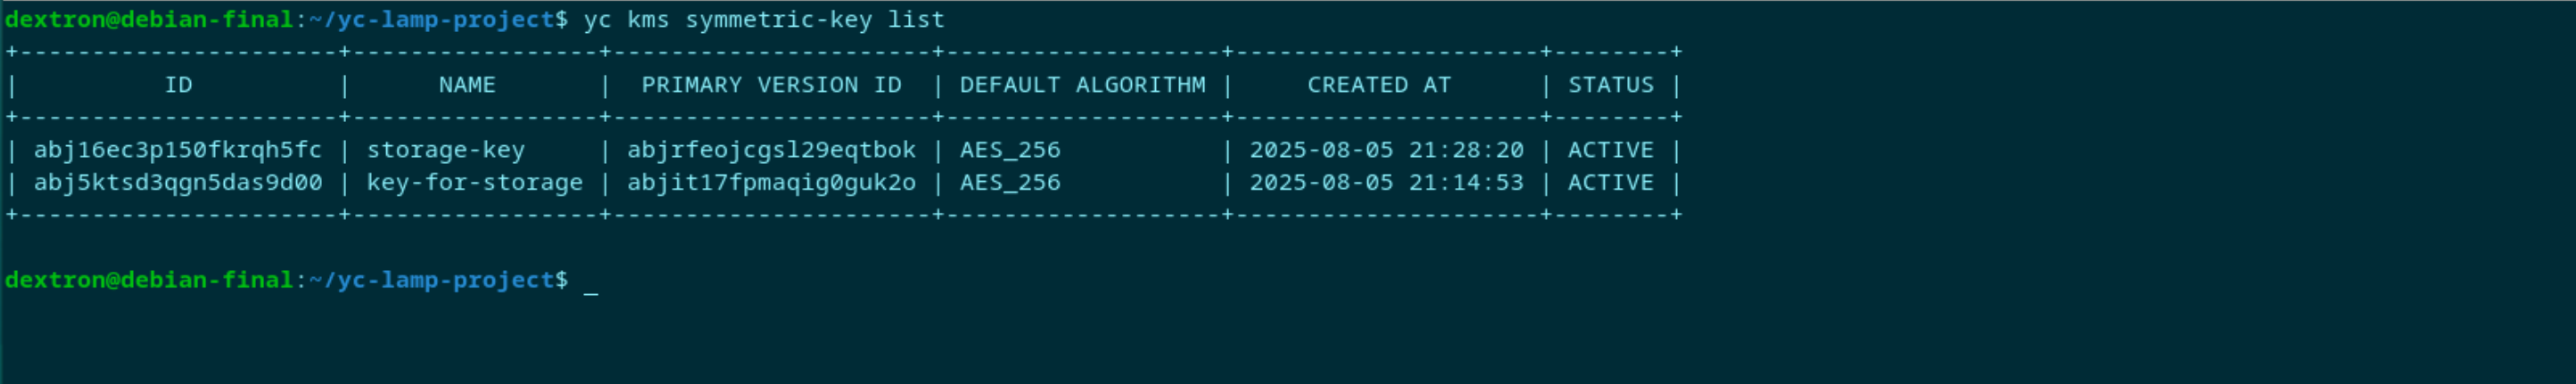 dextron@debian-final:~/yc-lamp-project$ yc kms symmetric-key list
+----------------------+-----------------+----------------------+-------------------+---------------------+--------+
|          ID          |      NAME       |  PRIMARY VERSION ID  | DEFAULT ALGORITHM |     CREATED AT      | STATUS |
+----------------------+-----------------+----------------------+-------------------+---------------------+--------+
| abj16ec3p150fkrqh5fc | storage-key     | abjrfeojcgsl29eqtbok | AES_256           | 2025-08-05 21:28:20 | ACTIVE |
| abj5ktsd3qgn5das9d00 | key-for-storage | abjit17fpmaqig0guk2o | AES_256           | 2025-08-05 21:14:53 | ACTIVE |
+----------------------+-----------------+----------------------+-------------------+---------------------+--------+
dextron@debian-final:~/yc-lamp-project$ _